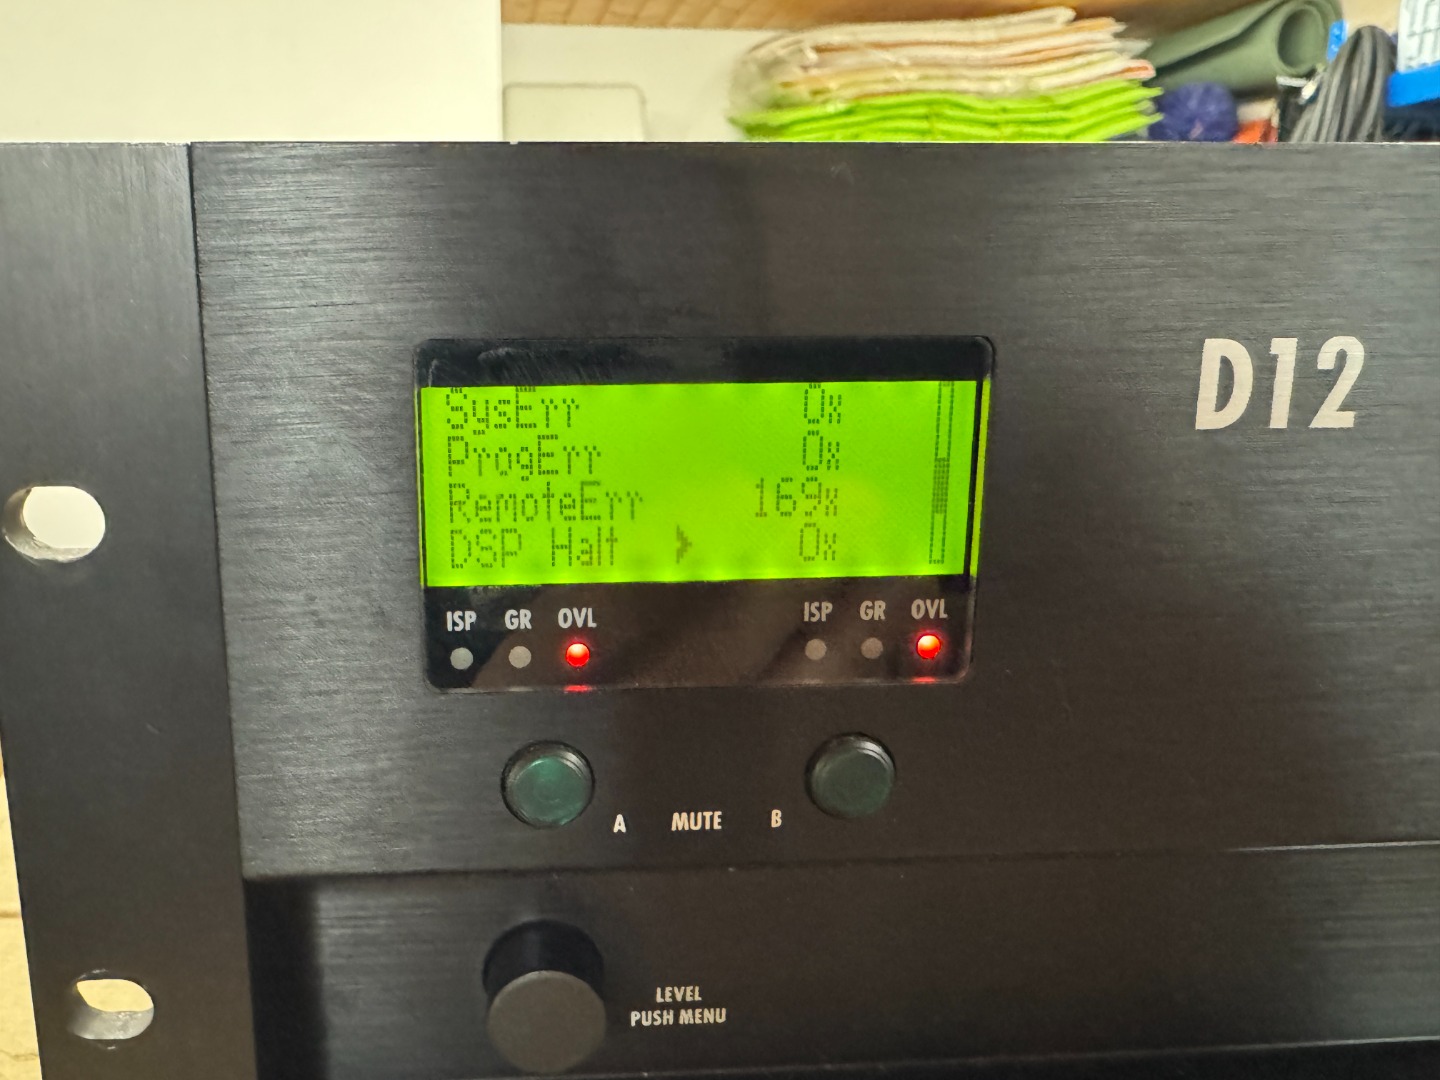 D12
SysErr 0x
ProgErr 0x
RemoteErr 169x
DSP Halt 0x
ISP GR OVL ISP GR OVL
A MUTE B
LEVEL
PUSH MENU